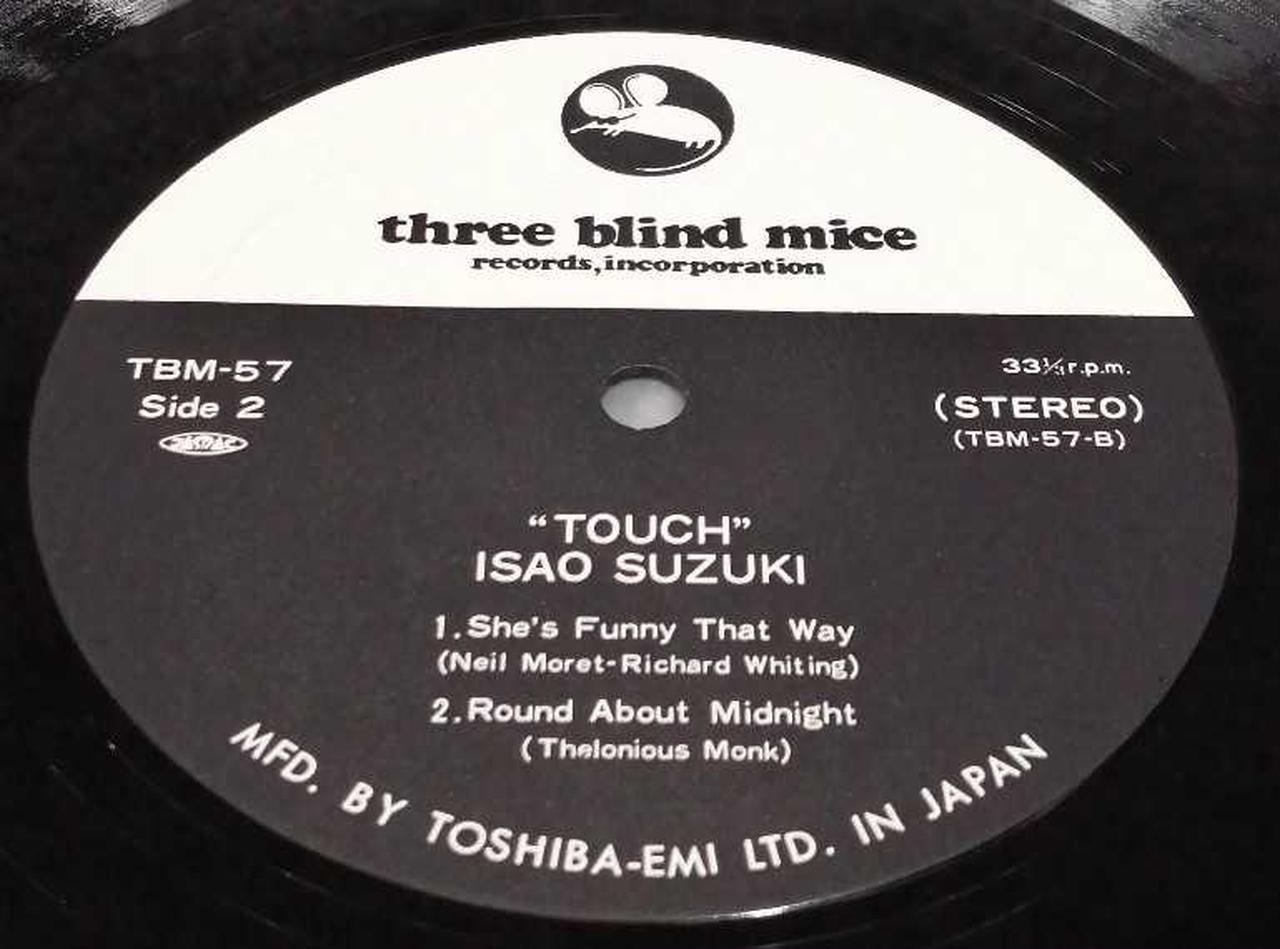 three blind mice
records,incorporation
TBM-57
Side 2
JASRAC
33⅓ r.p.m.
(STEREO)
(TBM-57-B)
“TOUCH”
ISAO SUZUKI
1. She's Funny That Way
(Neil Moret-Richard Whiting)
2. Round About Midnight
(Thelonious Monk)
MFD. BY TOSHIBA-EMI LTD. IN JAPAN